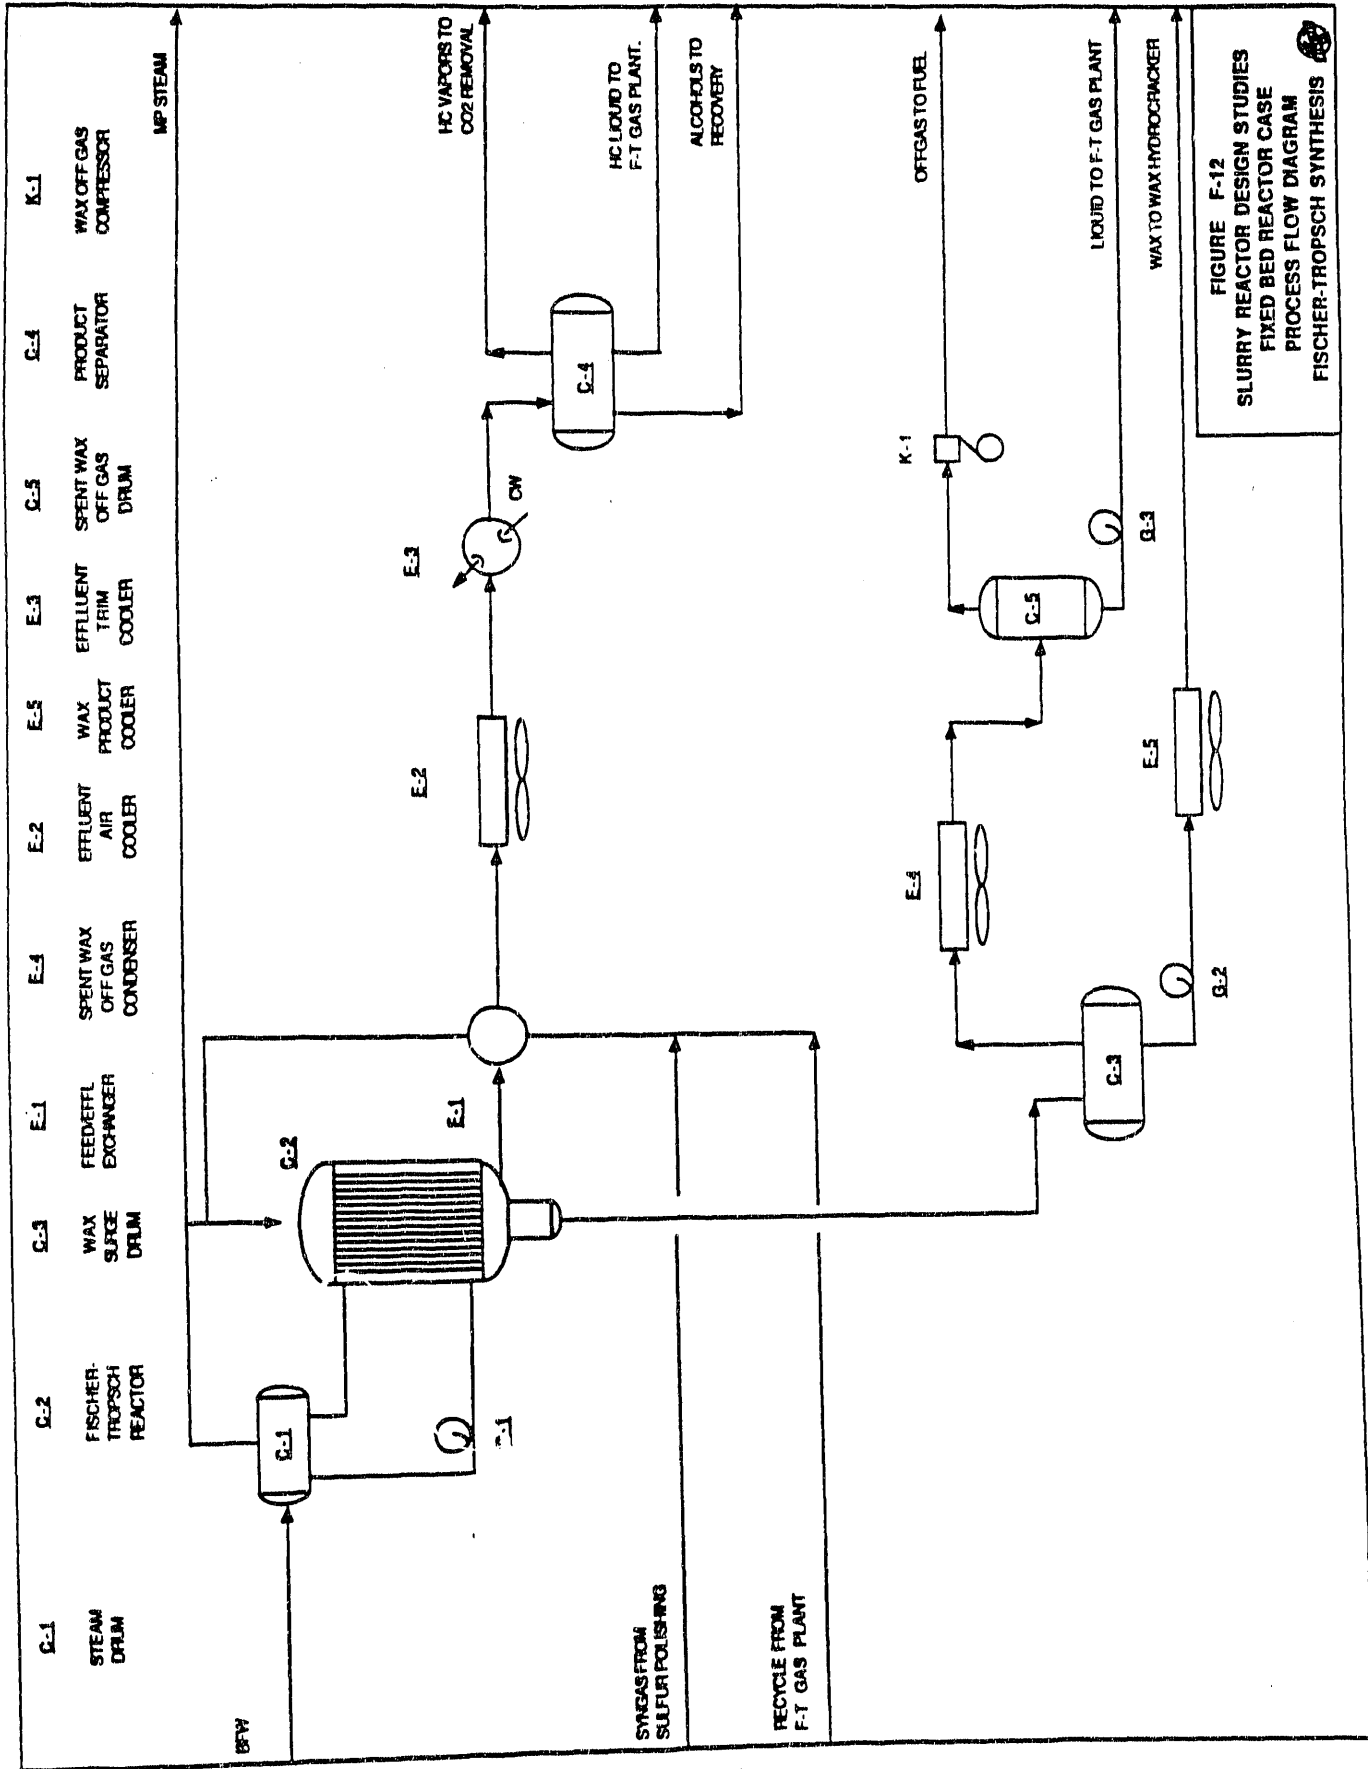 C-1
STEAM
DRUM
C-2
FISCHER-
TROPSCH
REACTOR
C-3
WAX
SURGE
DRUM
E-1
FEED/EFFL
EXCHANGER
E-4
SPENT WAX
OFF GAS
CONDENSER
E-2
EFFLUENT
AIR
COOLER
E-5
WAX
PRODUCT
COOLER
E-3
EFFLUENT
TRIM
COOLER
C-5
SPENT WAX
OFF GAS
DRUM
C-4
PRODUCT
SEPARATOR
K-1
WAX OFF GAS
COMPRESSOR
MP STEAM
HC VAPORS TO
CO2 REMOVAL
HC LIQUID TO
F-T GAS PLANT.
ALCOHOLS TO
RECOVERY
BFW
C-1
C-2
E-1
E-2
E-3
CW
C-4
SYNGAS FROM
SULFUR POLISHING
RECYCLE FROM
F-T GAS PLANT
C-3
G-2
E-4
E-5
C-5
G-3
K-1
OFFGAS TO FUEL
LIQUID TO F-T GAS PLANT
WAX TO WAX HYDROCRACKER
FIGURE F-12
SLURRY REACTOR DESIGN STUDIES
FIXED BED REACTOR CASE
PROCESS FLOW DIAGRAM
FISCHER-TROPSCH SYNTHESIS